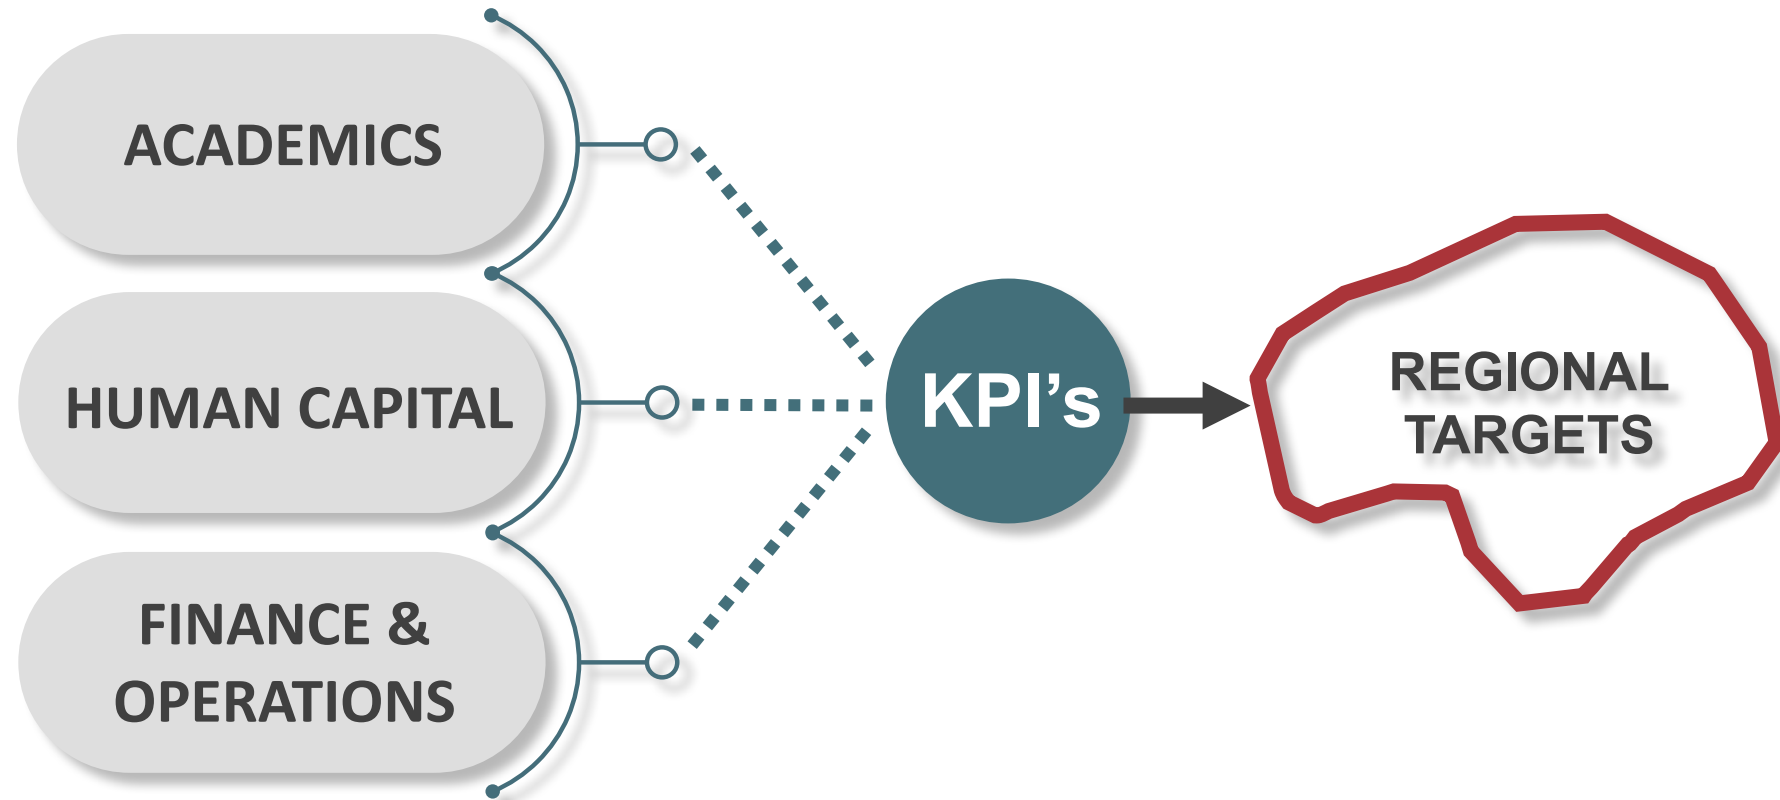 ACADEMICS
HUMAN CAPITAL
FINANCE &
OPERATIONS
KPI’s
REGIONAL
TARGETS